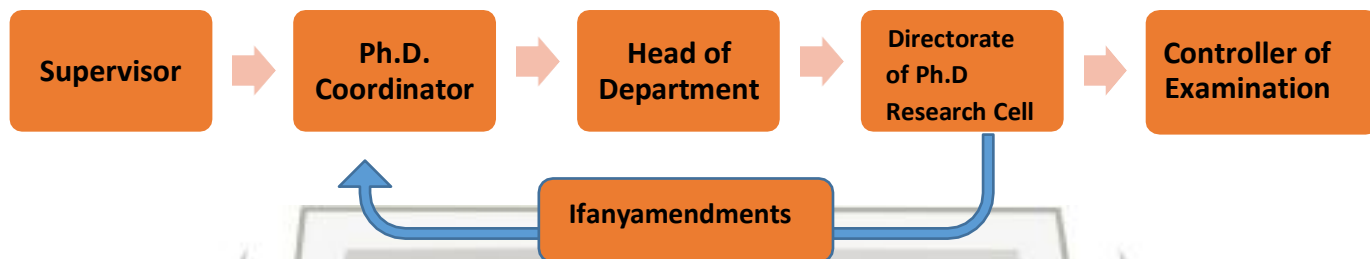 Supervisor
Ph.D.
Coordinator
Head of
Department
Directorate
of Ph.D
Research Cell
Controller of
Examination
Ifanyamendments